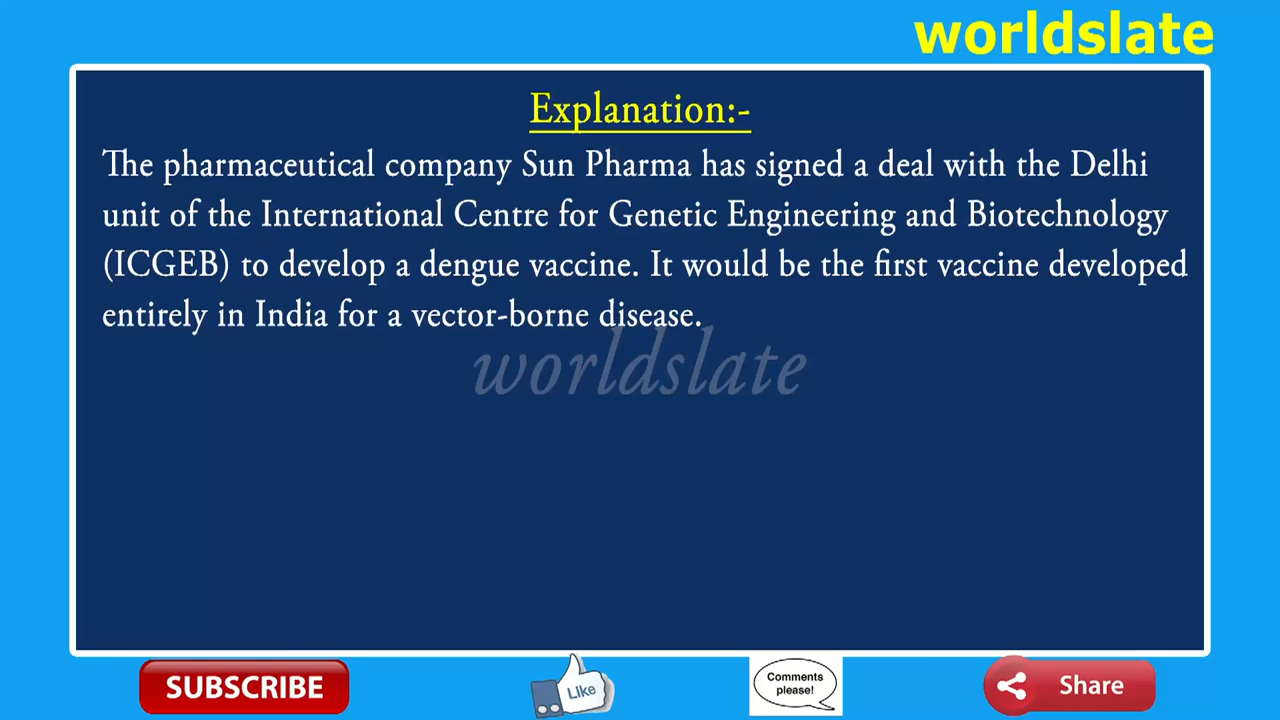 worldslate
Explanation:-
The pharmaceutical company Sun Pharma has signed a deal with the Delhi
unit of the International Centre for Genetic Engineering and Biotechnology
(ICGEB) to develop a dengue vaccine. It would be the first vaccine developed
entirely in India for a vector-borne disease.
worldslate
SUBSCRIBE
Like
Comments
please!
Share